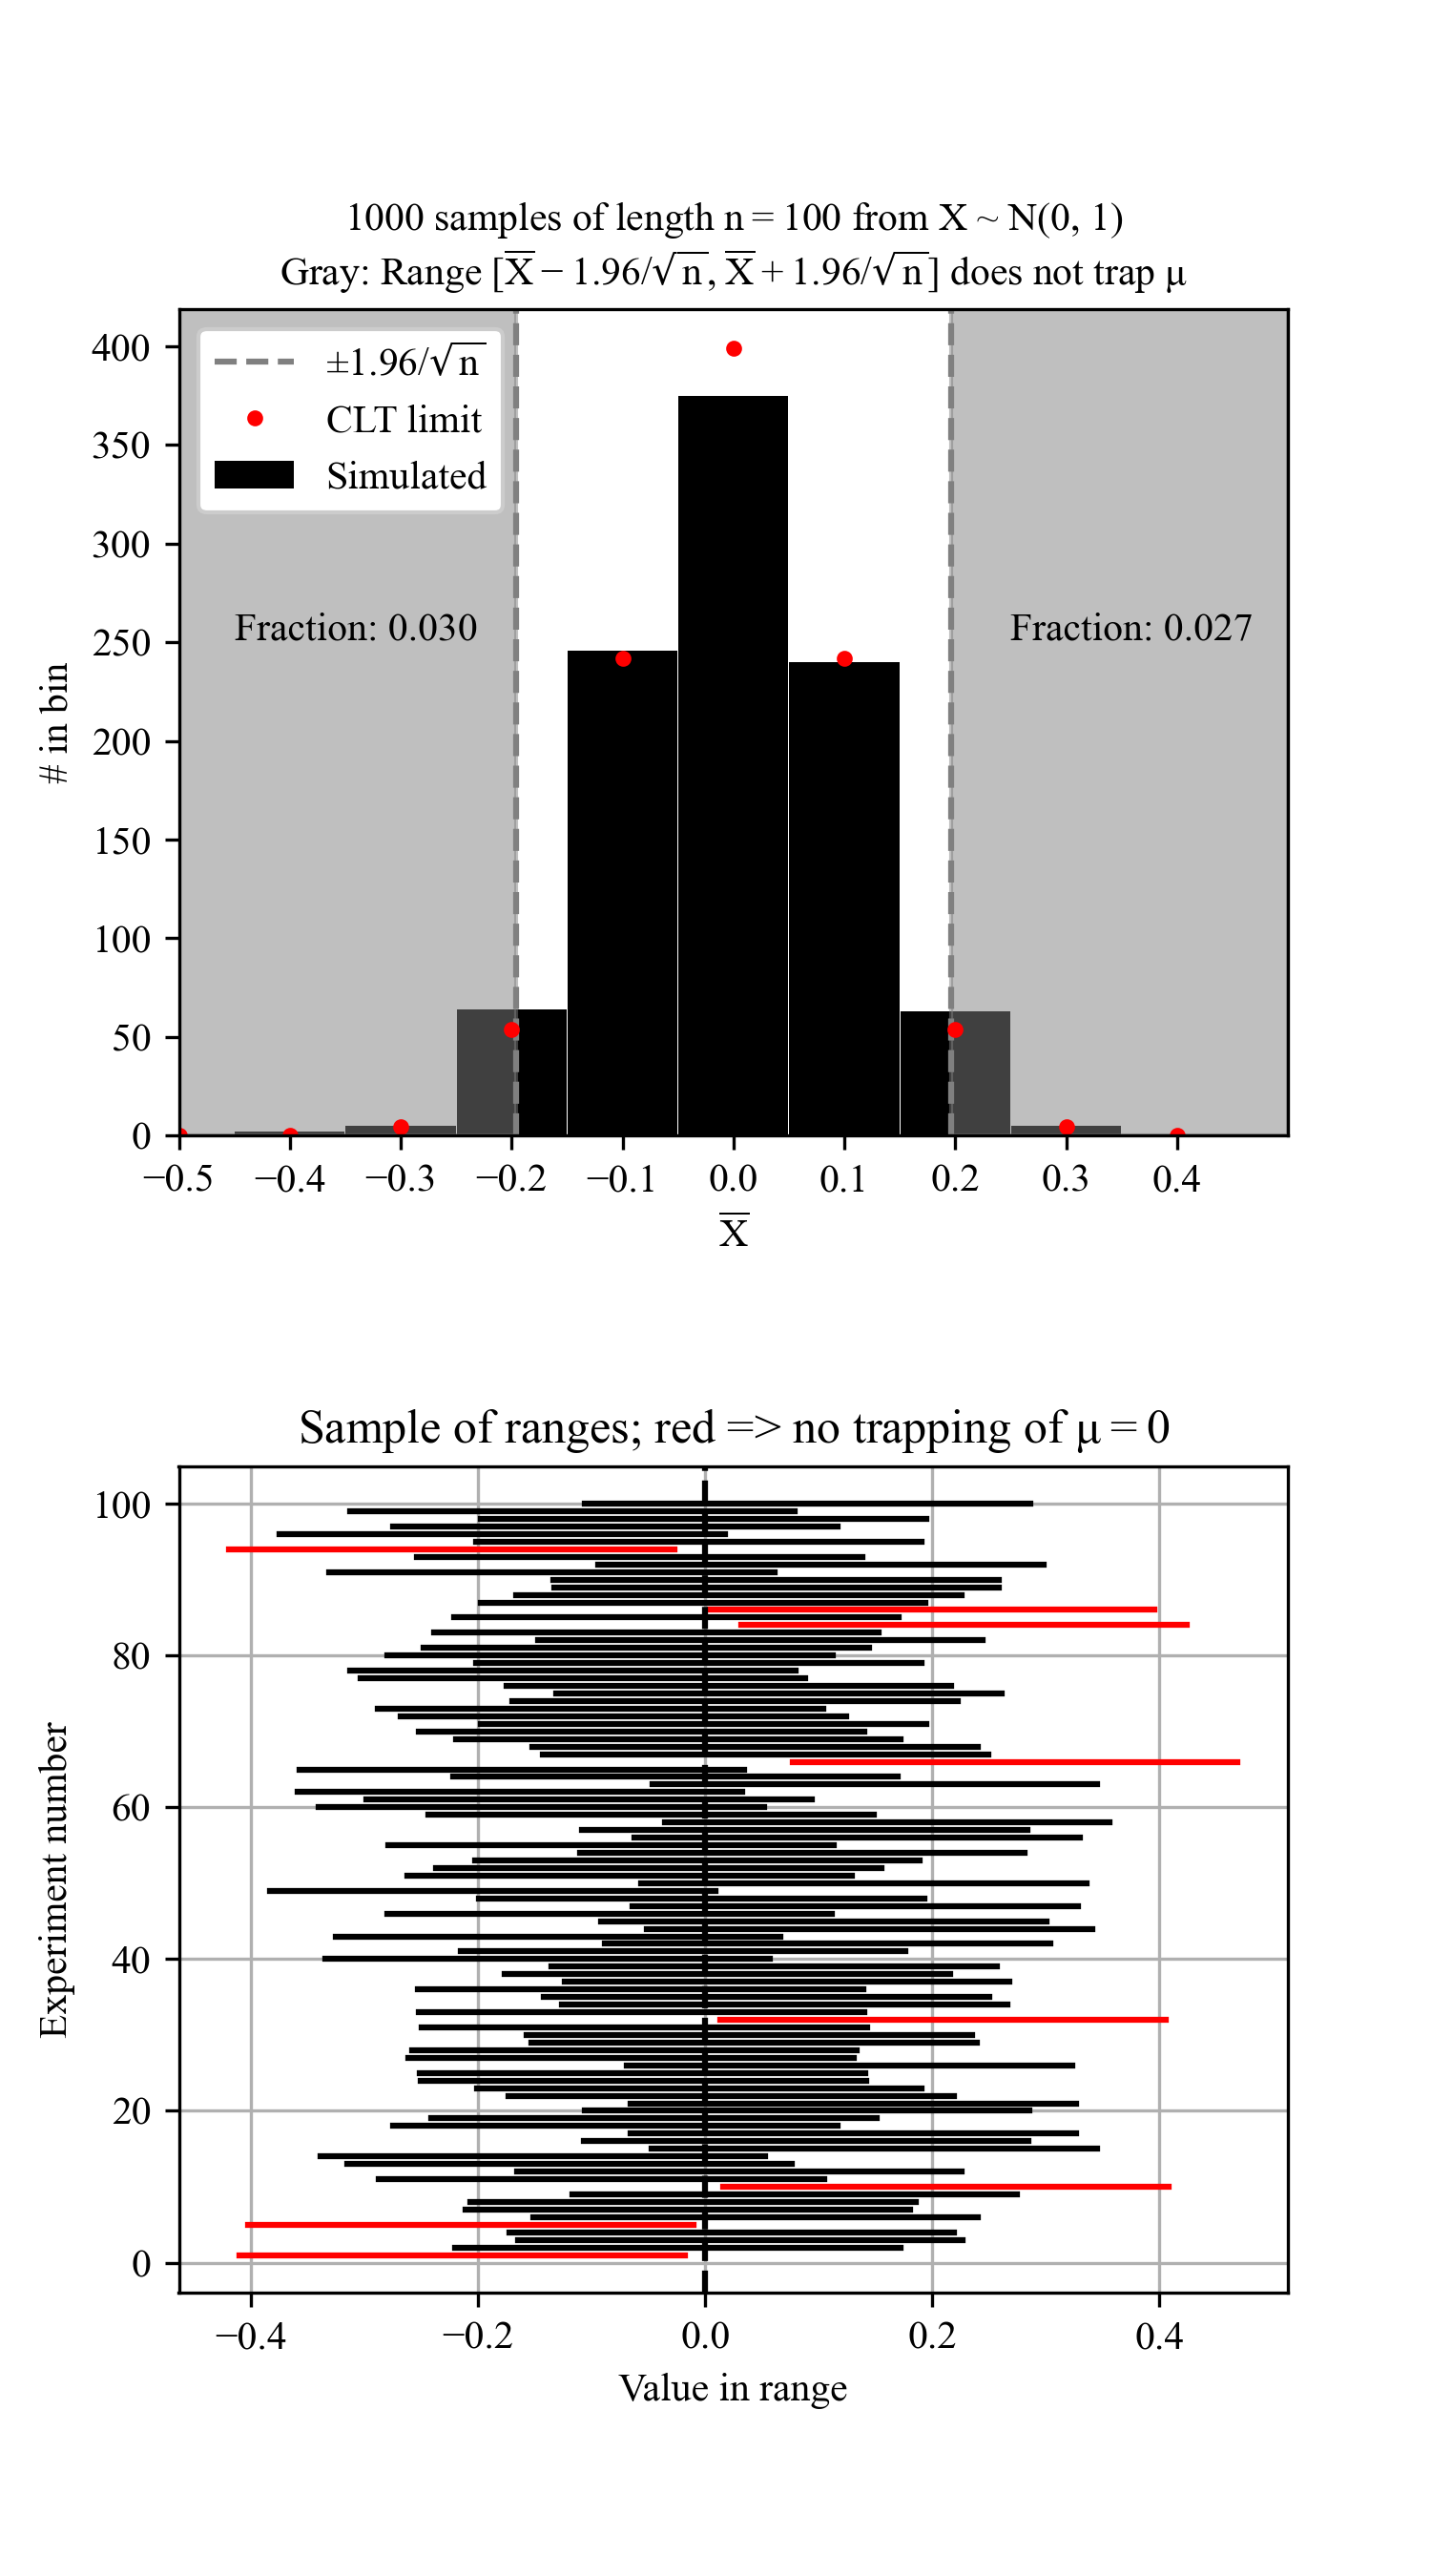 1000 samples of length n = 100 from X ~ N(0, 1)
Gray: Range [X̅ − 1.96/√n, X̅ + 1.96/√n] does not trap μ
±1.96/√n
CLT limit
Simulated
Fraction: 0.030
Fraction: 0.027
# in bin
400
350
300
250
200
150
100
50
0
−0.5 −0.4 −0.3 −0.2 −0.1 0.0 0.1 0.2 0.3 0.4
X̅
Sample of ranges; red => no trapping of μ = 0
Experiment number
100
80
60
40
20
0
−0.4 −0.2 0.0 0.2 0.4
Value in range